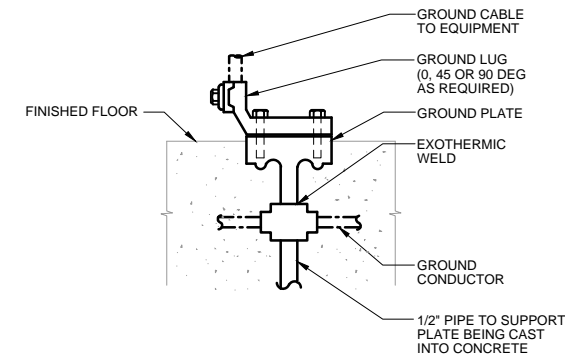 GROUND CABLE
TO EQUIPMENT
GROUND LUG
(0, 45 OR 90 DEG
AS REQUIRED)
FINISHED FLOOR
GROUND PLATE
EXOTHERMIC
WELD
GROUND
CONDUCTOR
1/2" PIPE TO SUPPORT
PLATE BEING CAST
INTO CONCRETE